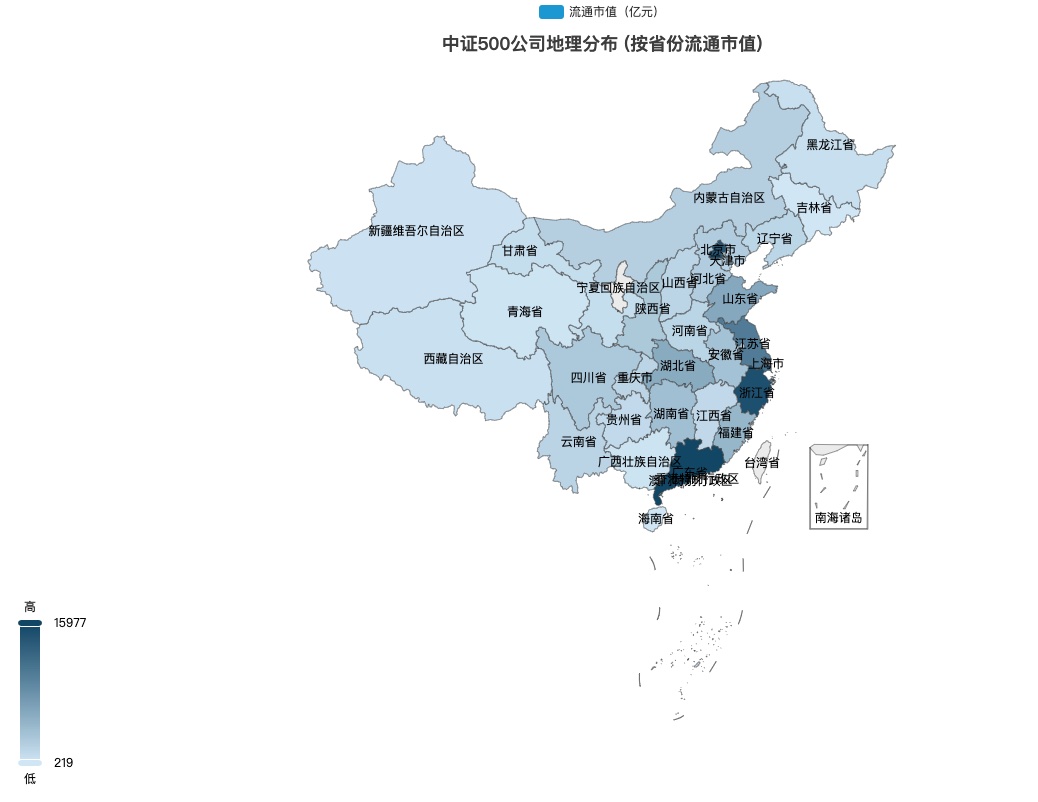 流通市值（亿元）
中证500公司地理分布 (按省份流通市值)
黑龙江省
内蒙古自治区
吉林省
新疆维吾尔自治区
辽宁省
甘肃省
北京市
天津市
宁夏回族自治区
山西省
河北省
山东省
青海省
陕西省
河南省
江苏省
西藏自治区
安徽省
上海市
湖北省
四川省
重庆市
浙江省
贵州省
湖南省
江西省
福建省
云南省
广西壮族自治区
台湾省
广东省
海南省
南海诸岛
高
15977
219
低